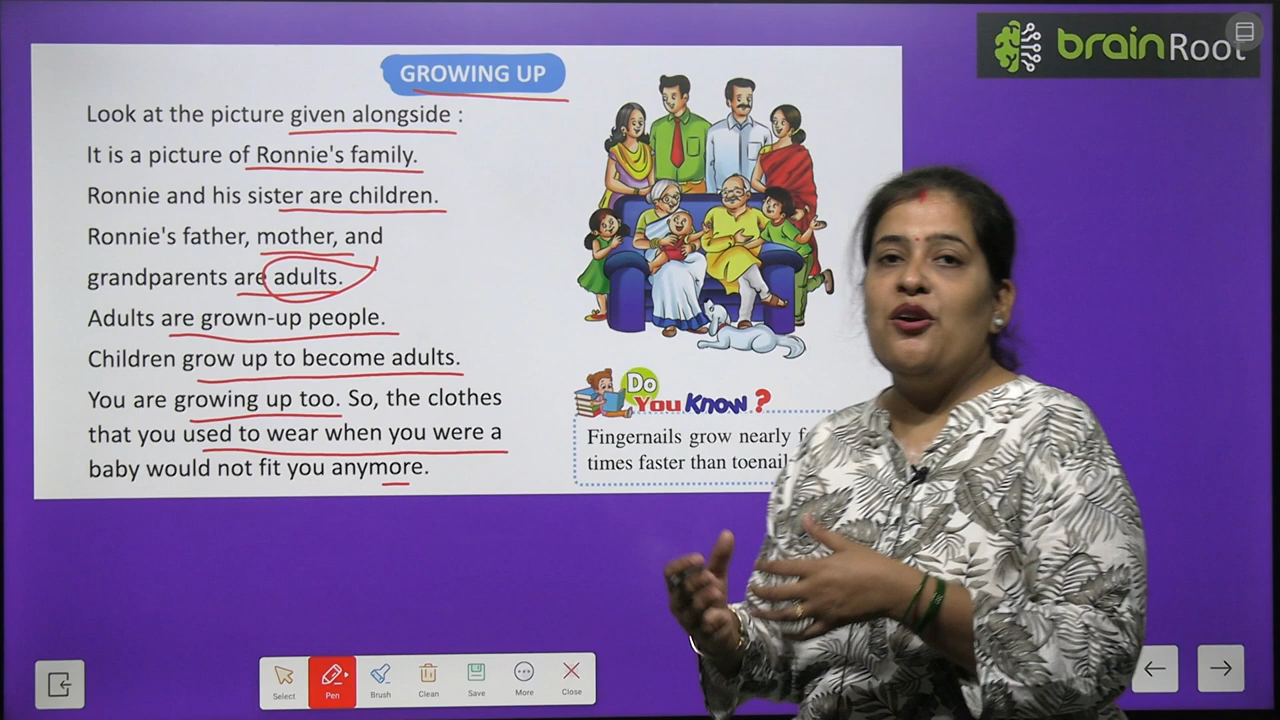 brainRoot
GROWING UP
Look at the picture given alongside :
It is a picture of Ronnie's family.
Ronnie and his sister are children.
Ronnie's father, mother, and
grandparents are adults.
Adults are grown-up people.
Children grow up to become adults.
You are growing up too. So, the clothes
that you used to wear when you were a
baby would not fit you anymore.
Do
You Know ?
Fingernails grow nearly
times faster than
Select
Pen
Brush
Clean
Save
More
Close